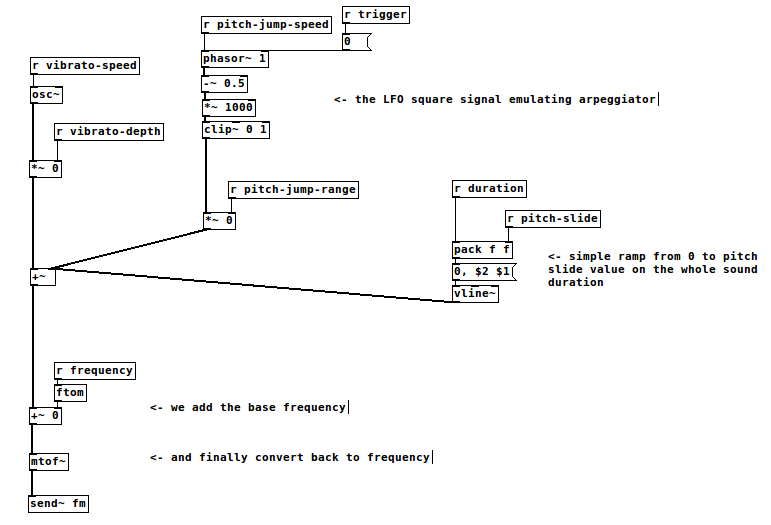 r trigger
r pitch-jump-speed
0
phasor~ 1
r vibrato-speed
-~ 0.5
osc~
*~ 1000
<- the LFO square signal emulating arpeggiator
clip~ 0 1
r vibrato-depth
*~ 0
r pitch-jump-range
r duration
*~ 0
r pitch-slide
pack f f
<- simple ramp from 0 to pitch
slide value on the whole sound
duration
0, $2 $1
+~
vline~
r frequency
ftom
+~ 0
<- we add the base frequency
mtof~
<- and finally convert back to frequency
send~ fm